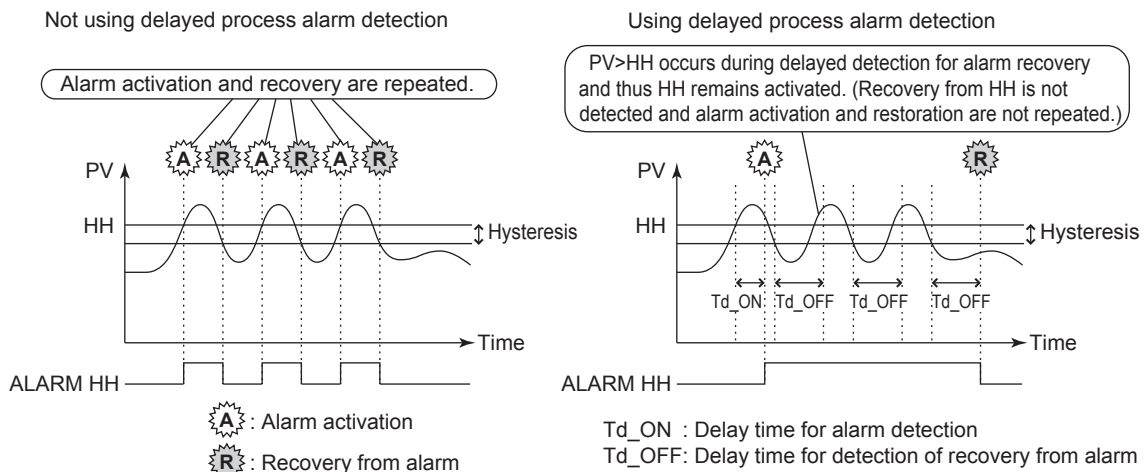 Not using delayed process alarm detection
Alarm activation and recovery are repeated.
A R A R A R
PV
HH
Hysteresis
Time
ALARM HH
A : Alarm activation
R : Recovery from alarm
Using delayed process alarm detection
PV>HH occurs during delayed detection for alarm recovery
and thus HH remains activated. (Recovery from HH is not
detected and alarm activation and restoration are not repeated.)
A R
PV
HH
Hysteresis
Td_ON Td_OFF Td_OFF Td_OFF
Time
ALARM HH
Td_ON : Delay time for alarm detection
Td_OFF: Delay time for detection of recovery from alarm